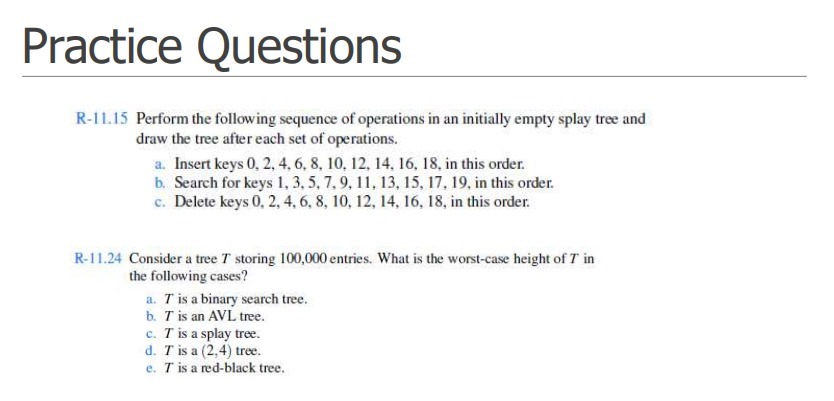 Practice Questions
R-11.15 Perform the following sequence of operations in an initially empty splay tree and
draw the tree after each set of operations.
a. Insert keys 0, 2, 4, 6, 8, 10, 12, 14, 16, 18, in this order.
b. Search for keys 1, 3, 5, 7, 9, 11, 13, 15, 17, 19, in this order.
c. Delete keys 0, 2, 4, 6, 8, 10, 12, 14, 16, 18, in this order.
R-11.24 Consider a tree T storing 100,000 entries. What is the worst-case height of T in
the following cases?
a. T is a binary search tree.
b. T is an AVL tree.
c. T is a splay tree.
d. T is a (2,4) tree.
e. T is a red-black tree.